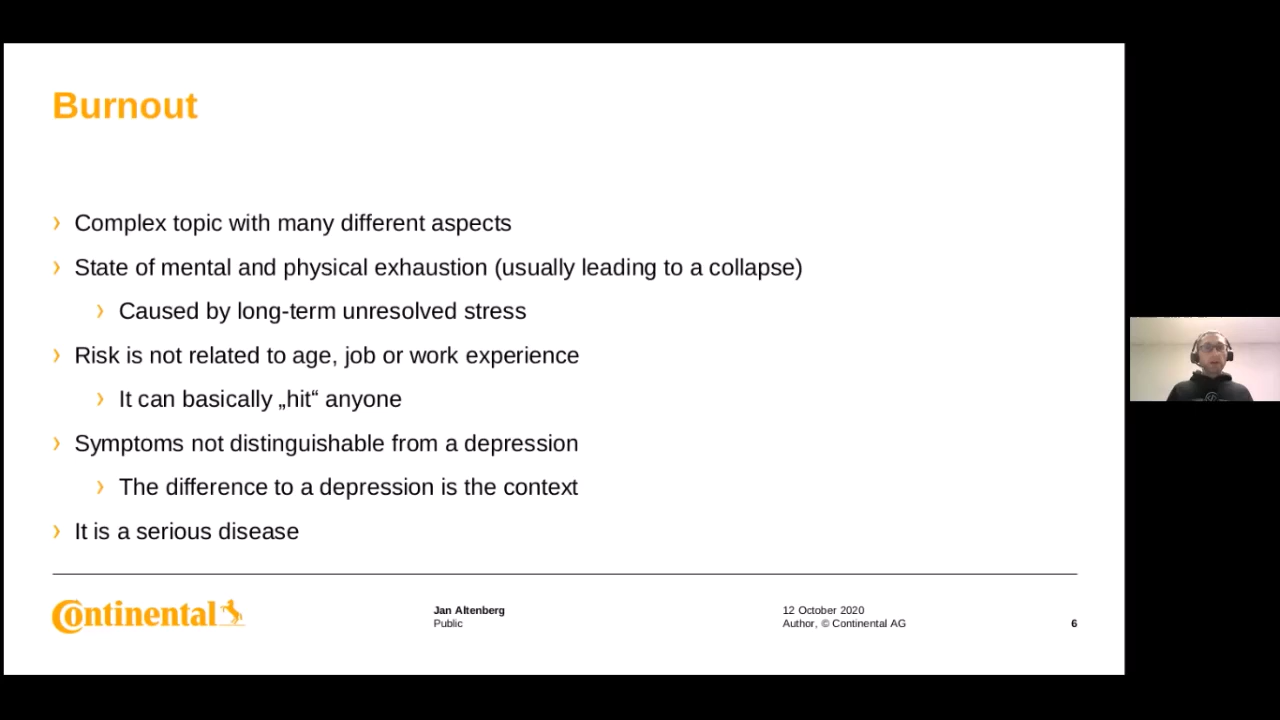 Burnout
› Complex topic with many different aspects
› State of mental and physical exhaustion (usually leading to a collapse)
› Caused by long-term unresolved stress
› Risk is not related to age, job or work experience
› It can basically „hit“ anyone
› Symptoms not distinguishable from a depression
› The difference to a depression is the context
› It is a serious disease
Continental
Jan Altenberg
Public
12 October 2020
Author, © Continental AG
6